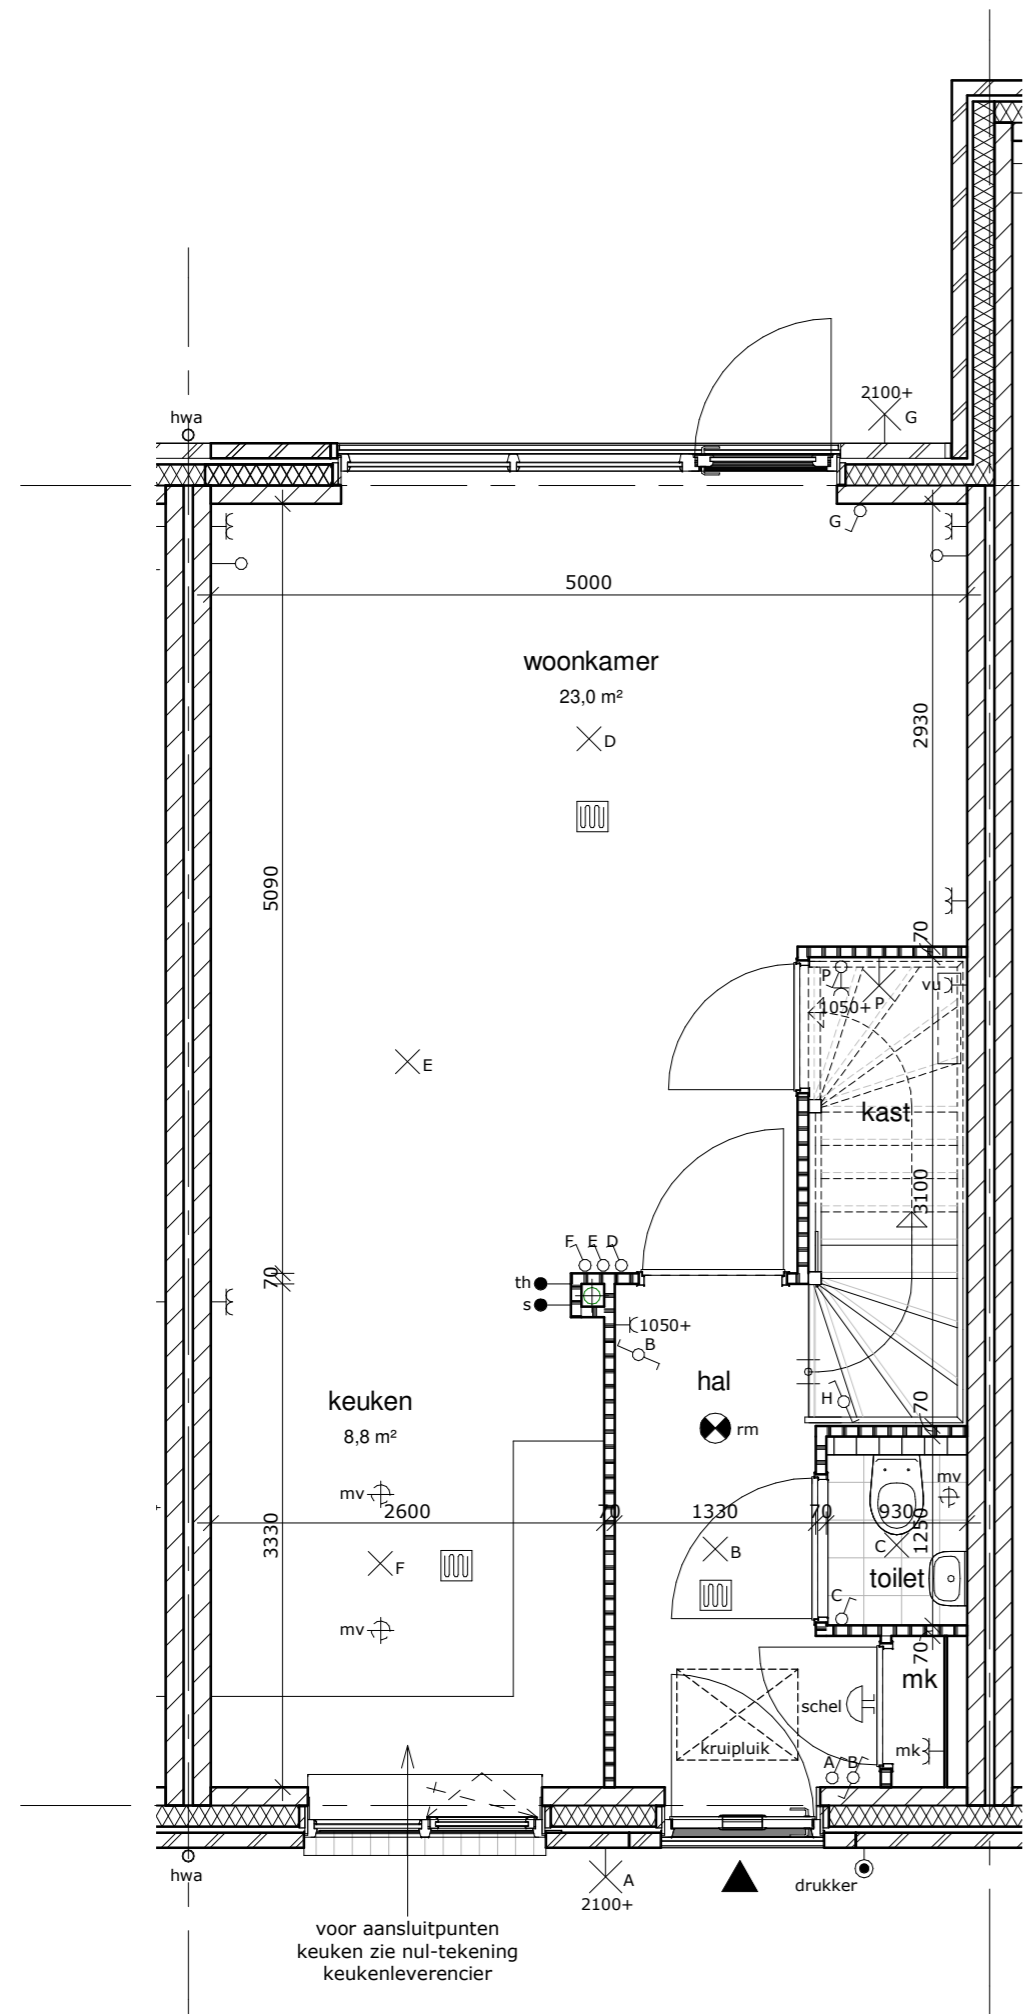 2100+
G
hwa
G
5000
woonkamer
23,0 m²
D
2930
5090
70
P
P
vu
1050+
E
kast
3100
F E D
th
s
70
1050+
B
hal
H
rm
keuken
8,8 m²
70
mv
mv
2600
70
1330
70
930
1250
3330
F
B
C
toilet
mv
C
70
mk
schel
kruipluik
mk
A B
hwa
A
2100+
drukker
voor aansluitpunten
keuken zie nul-tekening
keukenleverencier